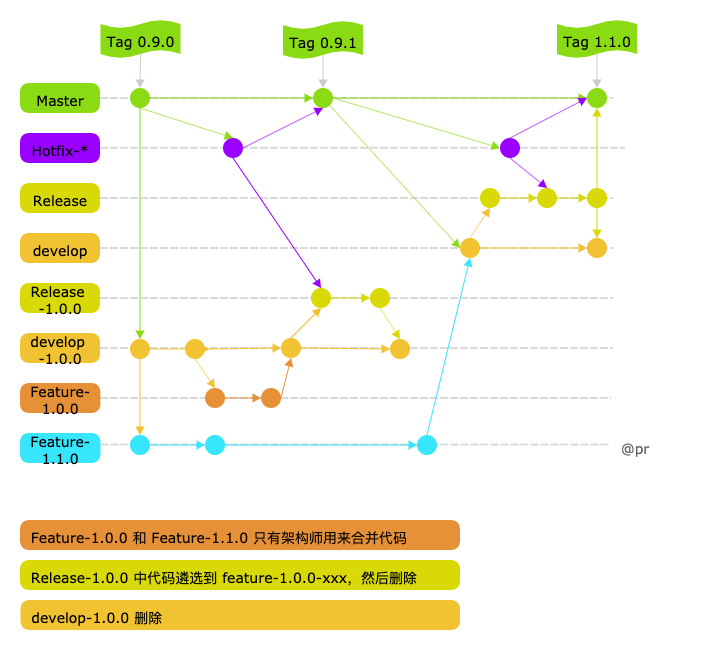 Tag 0.9.0
Tag 0.9.1
Tag 1.1.0
Master
Hotfix-*
Release
develop
Release
-1.0.0
develop
-1.0.0
Feature-
1.0.0
Feature-
1.1.0
@pr
Feature-1.0.0 和 Feature-1.1.0 只有架构师用来合并代码
Release-1.0.0 中代码遴选到 feature-1.0.0-xxx，然后删除
develop-1.0.0 删除